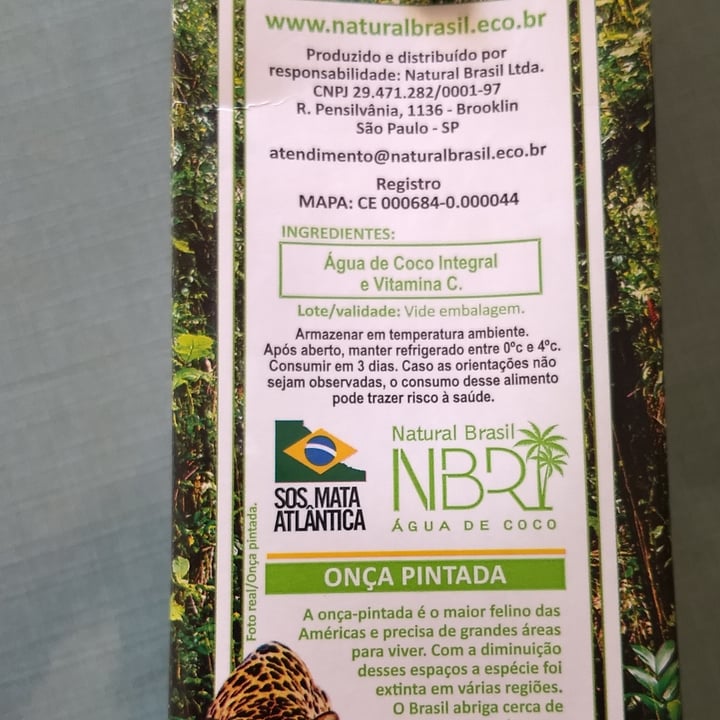 www.naturalbrasil.eco.br
Produzido e distribuído por
responsabilidade: Natural Brasil Ltda.
CNPJ 29.471.282/0001-97
R. Pensilvânia, 1136 - Brooklin
São Paulo - SP
atendimento@naturalbrasil.eco.br
Registro
MAPA: CE 000684-0.000044
INGREDIENTES:
Água de Coco Integral
e Vitamina C.
Lote/validade: Vide embalagem.
Armazenar em temperatura ambiente.
Após aberto, manter refrigerado entre 0ºc e 4ºc.
Consumir em 3 dias. Caso as orientações não
sejam observadas, o consumo desse alimento
pode trazer risco à saúde.
SOS MATA
ATLÂNTICA
Natural Brasil
NBR
ÁGUA DE COCO
Foto real/Onça pintada.
ONÇA PINTADA
A onça-pintada é o maior felino das
Américas e precisa de grandes áreas
para viver. Com a diminuição
desses espaços a espécie foi
extinta em várias regiões.
O Brasil abriga cerca de